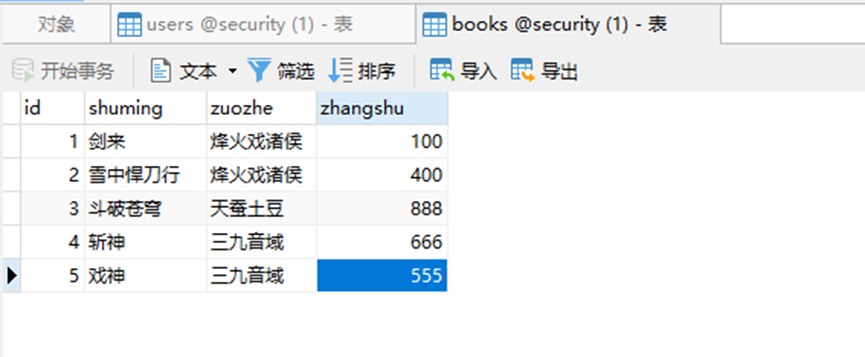 对象 users @security (1) - 表 books @security (1) - 表
开始事务 文本 筛选 排序 导入 导出
id shuming zuozhe zhangshu
1 剑来 烽火戏诸侯 100
2 雪中悍刀行 烽火戏诸侯 400
3 斗破苍穹 天蚕土豆 888
4 斩神 三九音域 666
5 戏神 三九音域 555